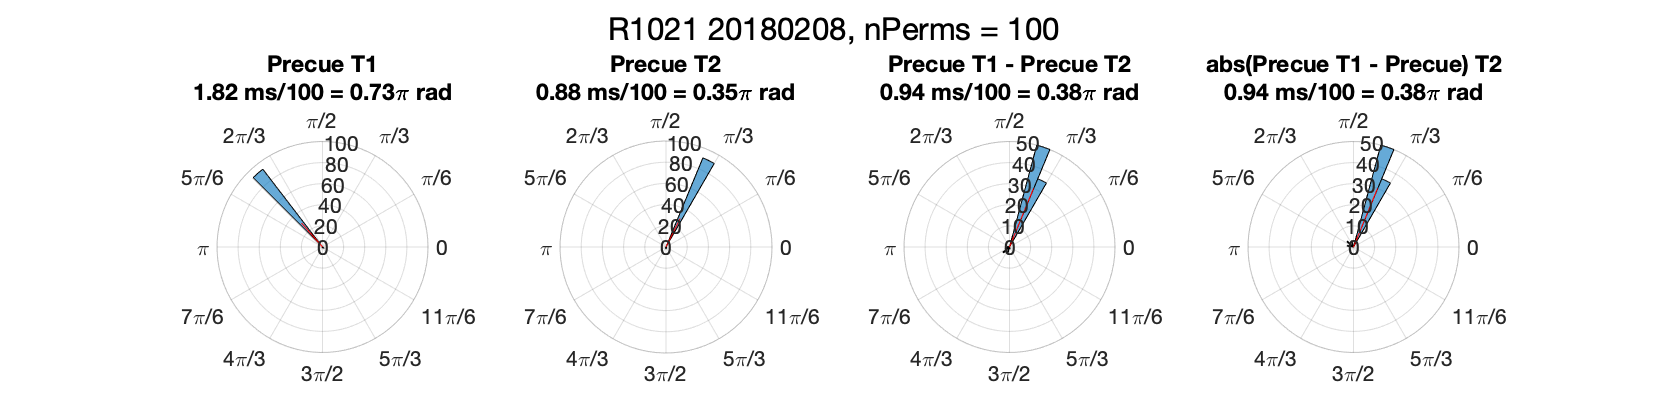 R1021 20180208, nPerms = 100
Precue T1
1.82 ms/100 = 0.73π rad
π/2
2π/3 100 π/3
80
5π/6 60 π/6
40
20
π 0 0
7π/6 11π/6
4π/3 5π/3
3π/2
Precue T2
0.88 ms/100 = 0.35π rad
π/2
2π/3 100 π/3
80
5π/6 60 π/6
40
20
π 0 0
7π/6 11π/6
4π/3 5π/3
3π/2
Precue T1 - Precue T2
0.94 ms/100 = 0.38π rad
π/2
2π/3 50 π/3
40
5π/6 30 π/6
20
10
π 0 0
7π/6 11π/6
4π/3 5π/3
3π/2
abs(Precue T1 - Precue) T2
0.94 ms/100 = 0.38π rad
π/2
2π/3 50 π/3
40
5π/6 30 π/6
20
10
π 0 0
7π/6 11π/6
4π/3 5π/3
3π/2